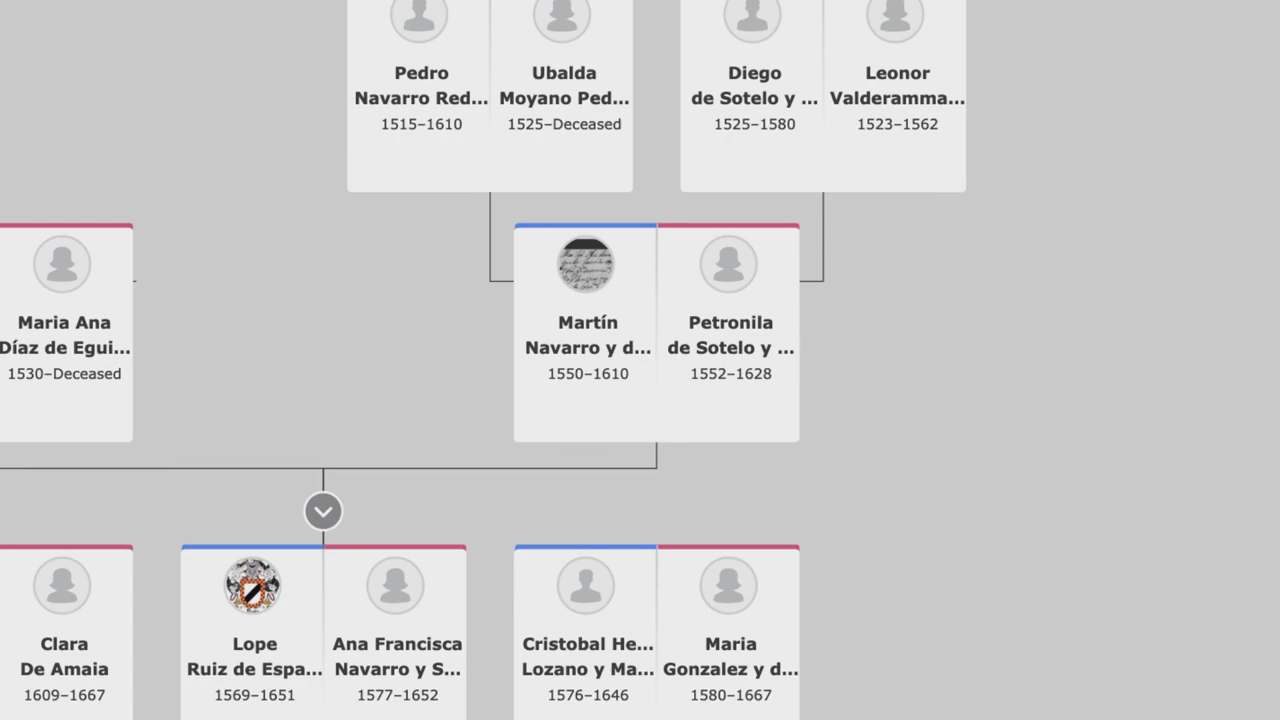 Pedro
Navarro Red...
1515–1610
Ubalda
Moyano Ped...
1525–Deceased
Diego
de Sotelo y ...
1525–1580
Leonor
Valderamma...
1523–1562
Maria Ana
Díaz de Egui...
1530–Deceased
Martín
Navarro y d...
1550–1610
Petronila
de Sotelo y ...
1552–1628
Clara
De Amaia
1609–1667
Lope
Ruiz de Espa...
1569–1651
Ana Francisca
Navarro y S...
1577–1652
Cristobal He...
Lozano y Ma...
1576–1646
Maria
Gonzalez y d...
1580–1667